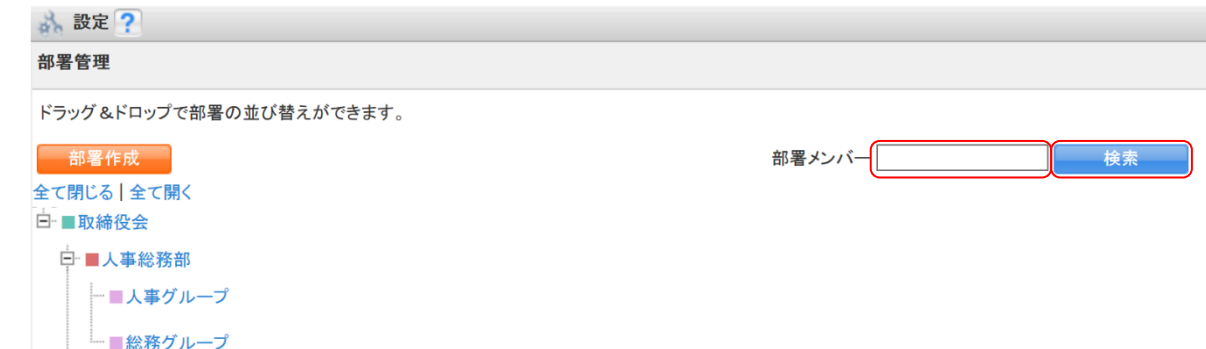 設定 ?
部署管理
ドラッグ&ドロップで部署の並び替えができます。
部署作成 部署メンバー 検索
全て閉じる | 全て開く
取締役会
人事総務部
人事グループ
総務グループ